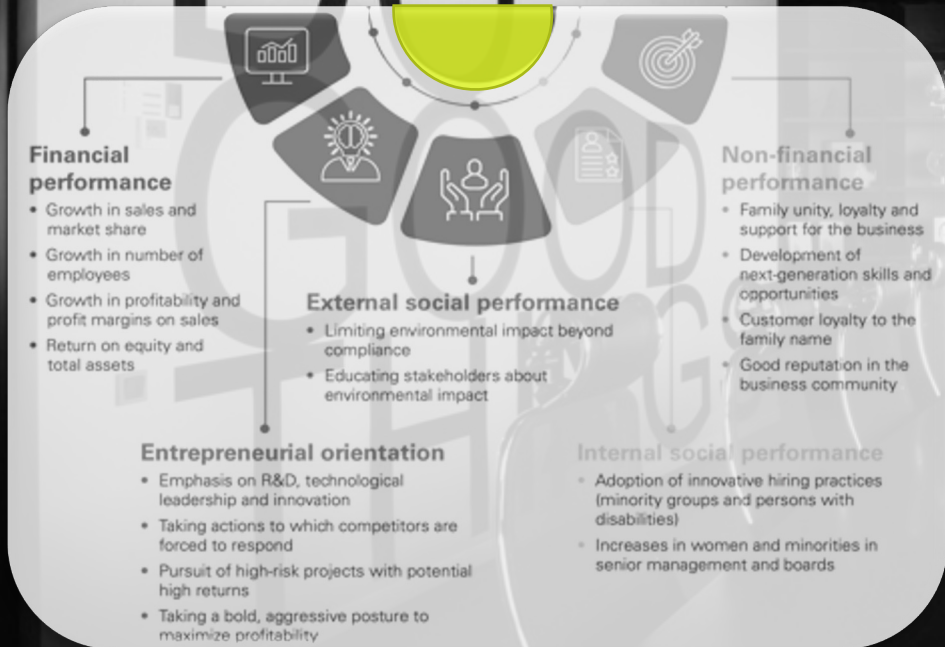 GOOD
THINGS
Financial
performance
• Growth in sales and
market share
• Growth in number of
employees
• Growth in profitability and
profit margins on sales
• Return on equity and
total assets
Entrepreneurial orientation
• Emphasis on R&D, technological
leadership and innovation
• Taking actions to which competitors are
forced to respond
• Pursuit of high-risk projects with potential
high returns
• Taking a bold, aggressive posture to
maximize profitability
External social performance
• Limiting environmental impact beyond
compliance
• Educating stakeholders about
environmental impact
Internal social performance
• Adoption of innovative hiring practices
(minority groups and persons with
disabilities)
• Increases in women and minorities in
senior management and boards
Non-financial
performance
• Family unity, loyalty and
support for the business
• Development of
next-generation skills and
opportunities
• Customer loyalty to the
family name
• Good reputation in the
business community